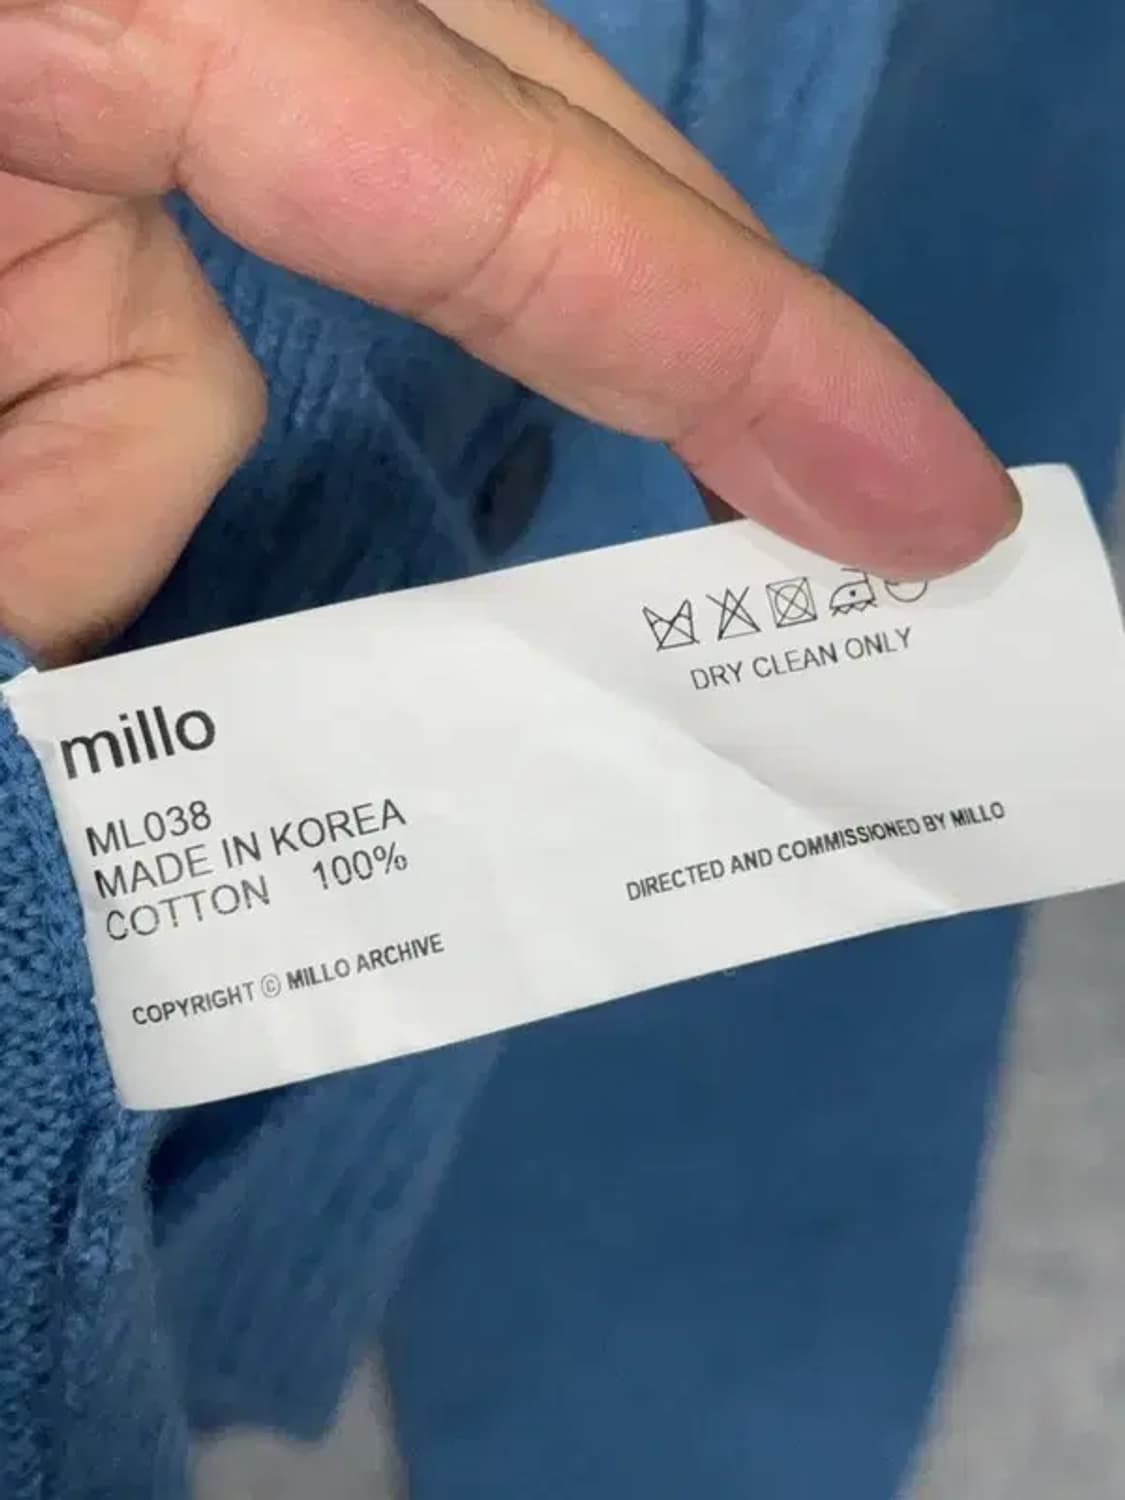 millo
ML038
MADE IN KOREA
COTTON 100%
COPYRIGHT © MILLO ARCHIVE
DRY CLEAN ONLY
DIRECTED AND COMMISSIONED BY MILLO